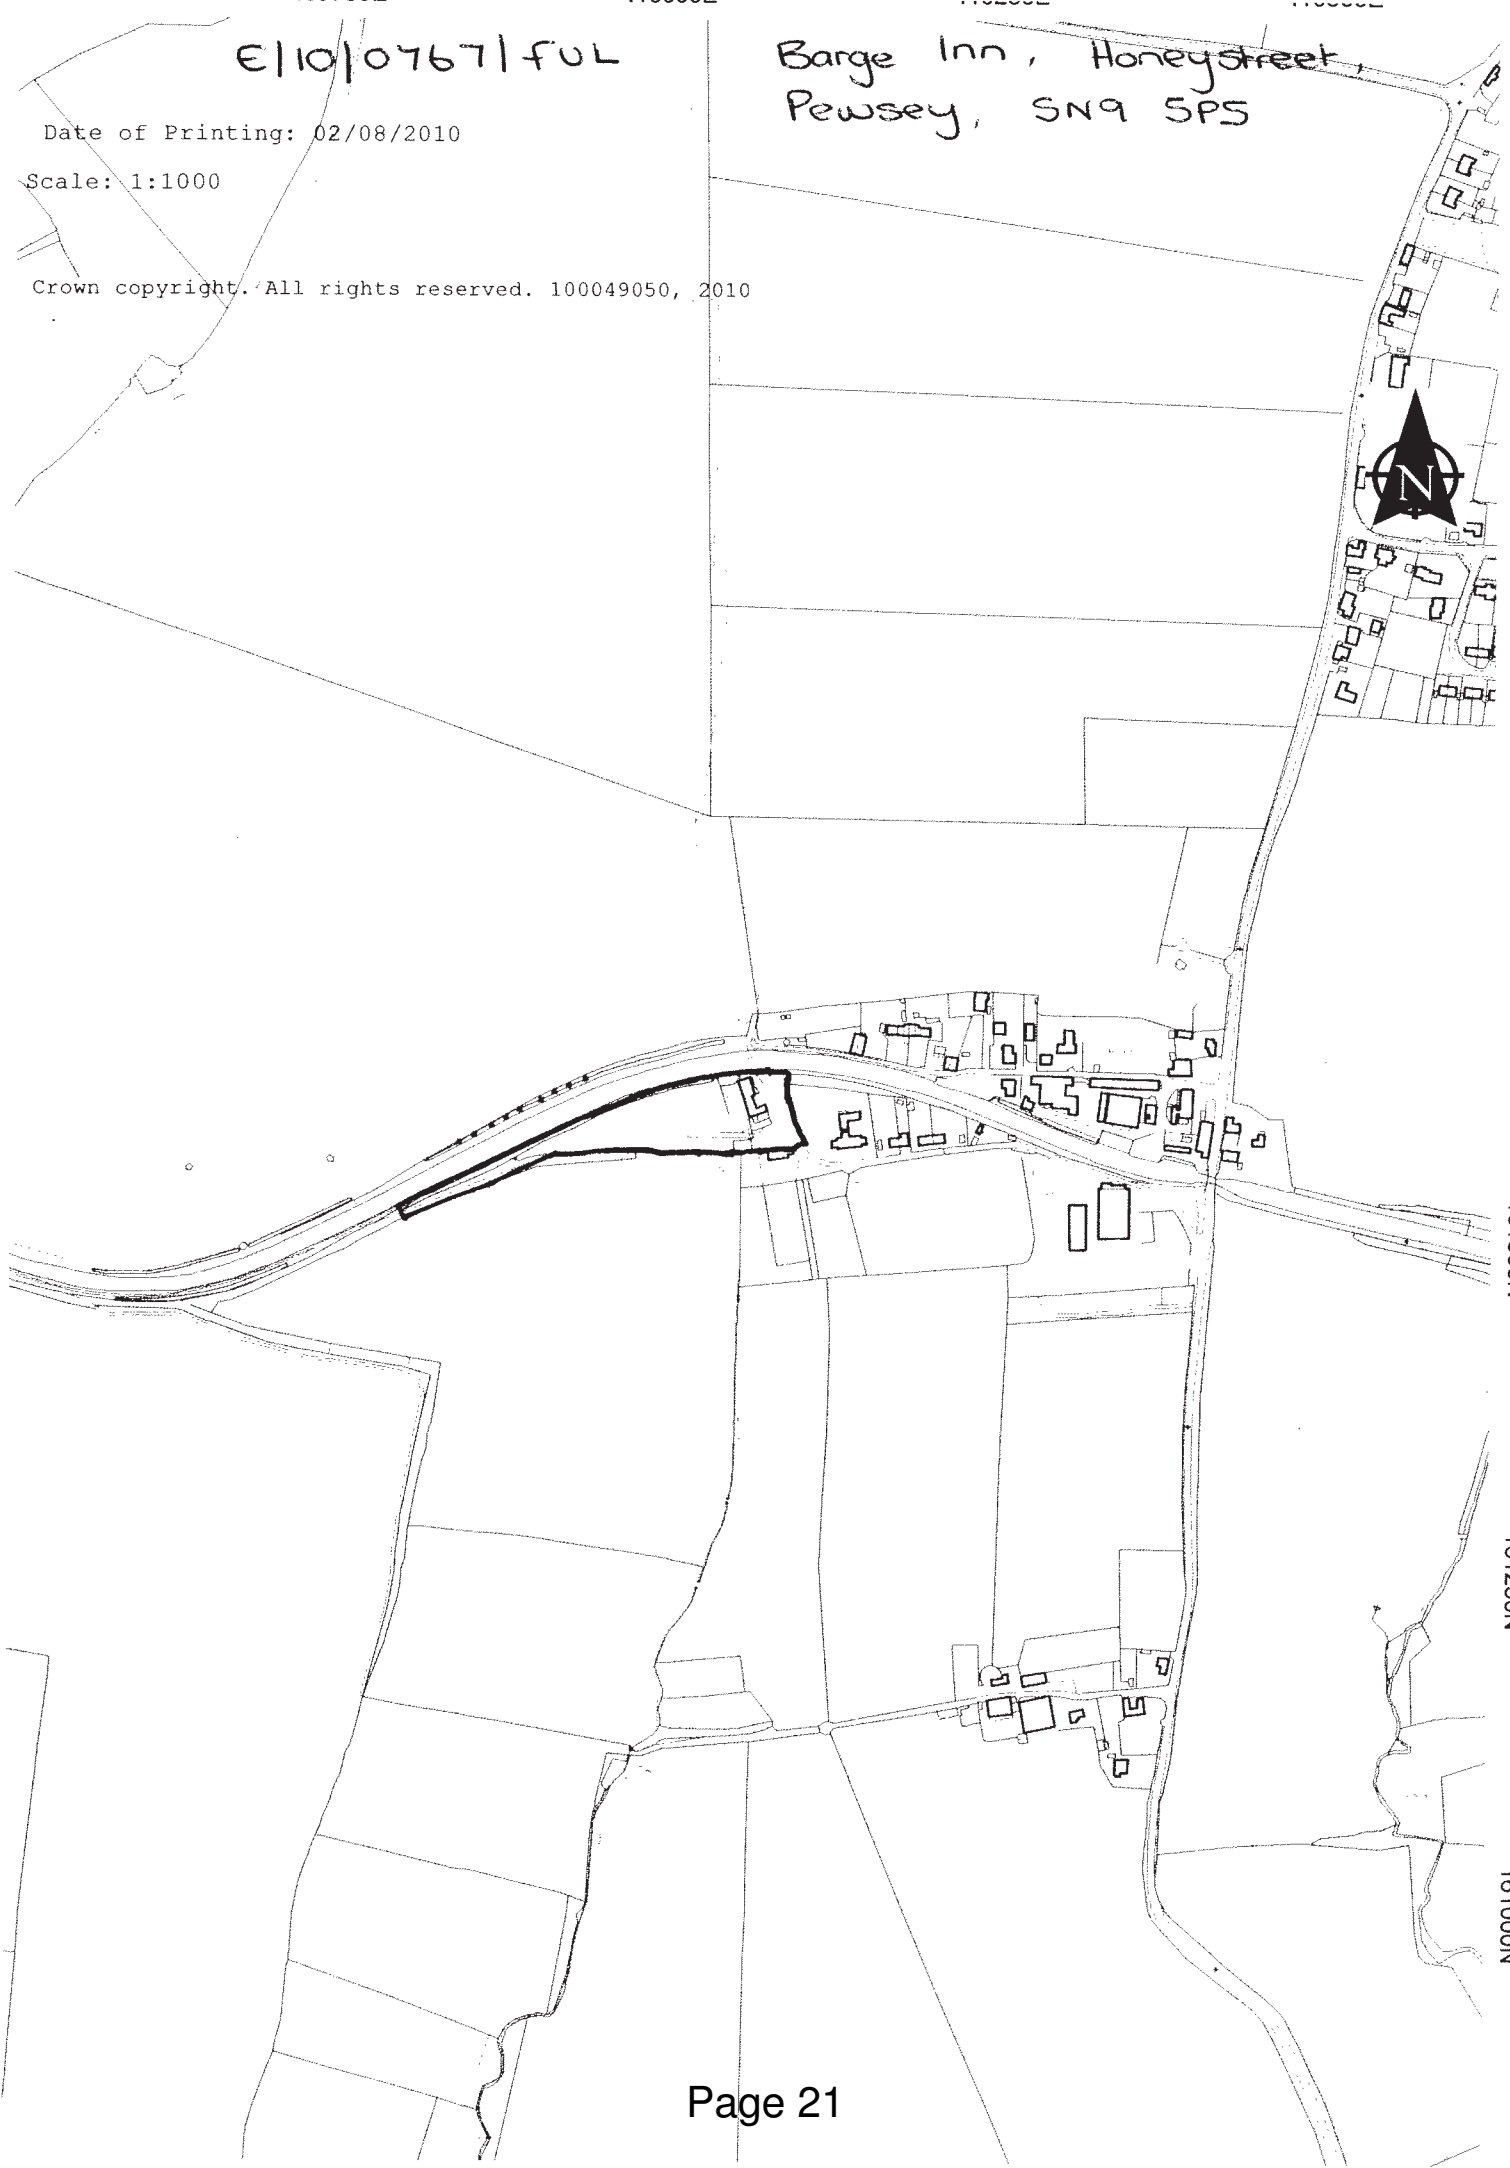 E/10/0767/FUL
Barge Inn, Honeystreet,
Pewsey, SN9 5PS
Date of Printing: 02/08/2010
Scale: 1:1000
Crown copyright. All rights reserved. 100049050, 2010
N
161000N
Page 21